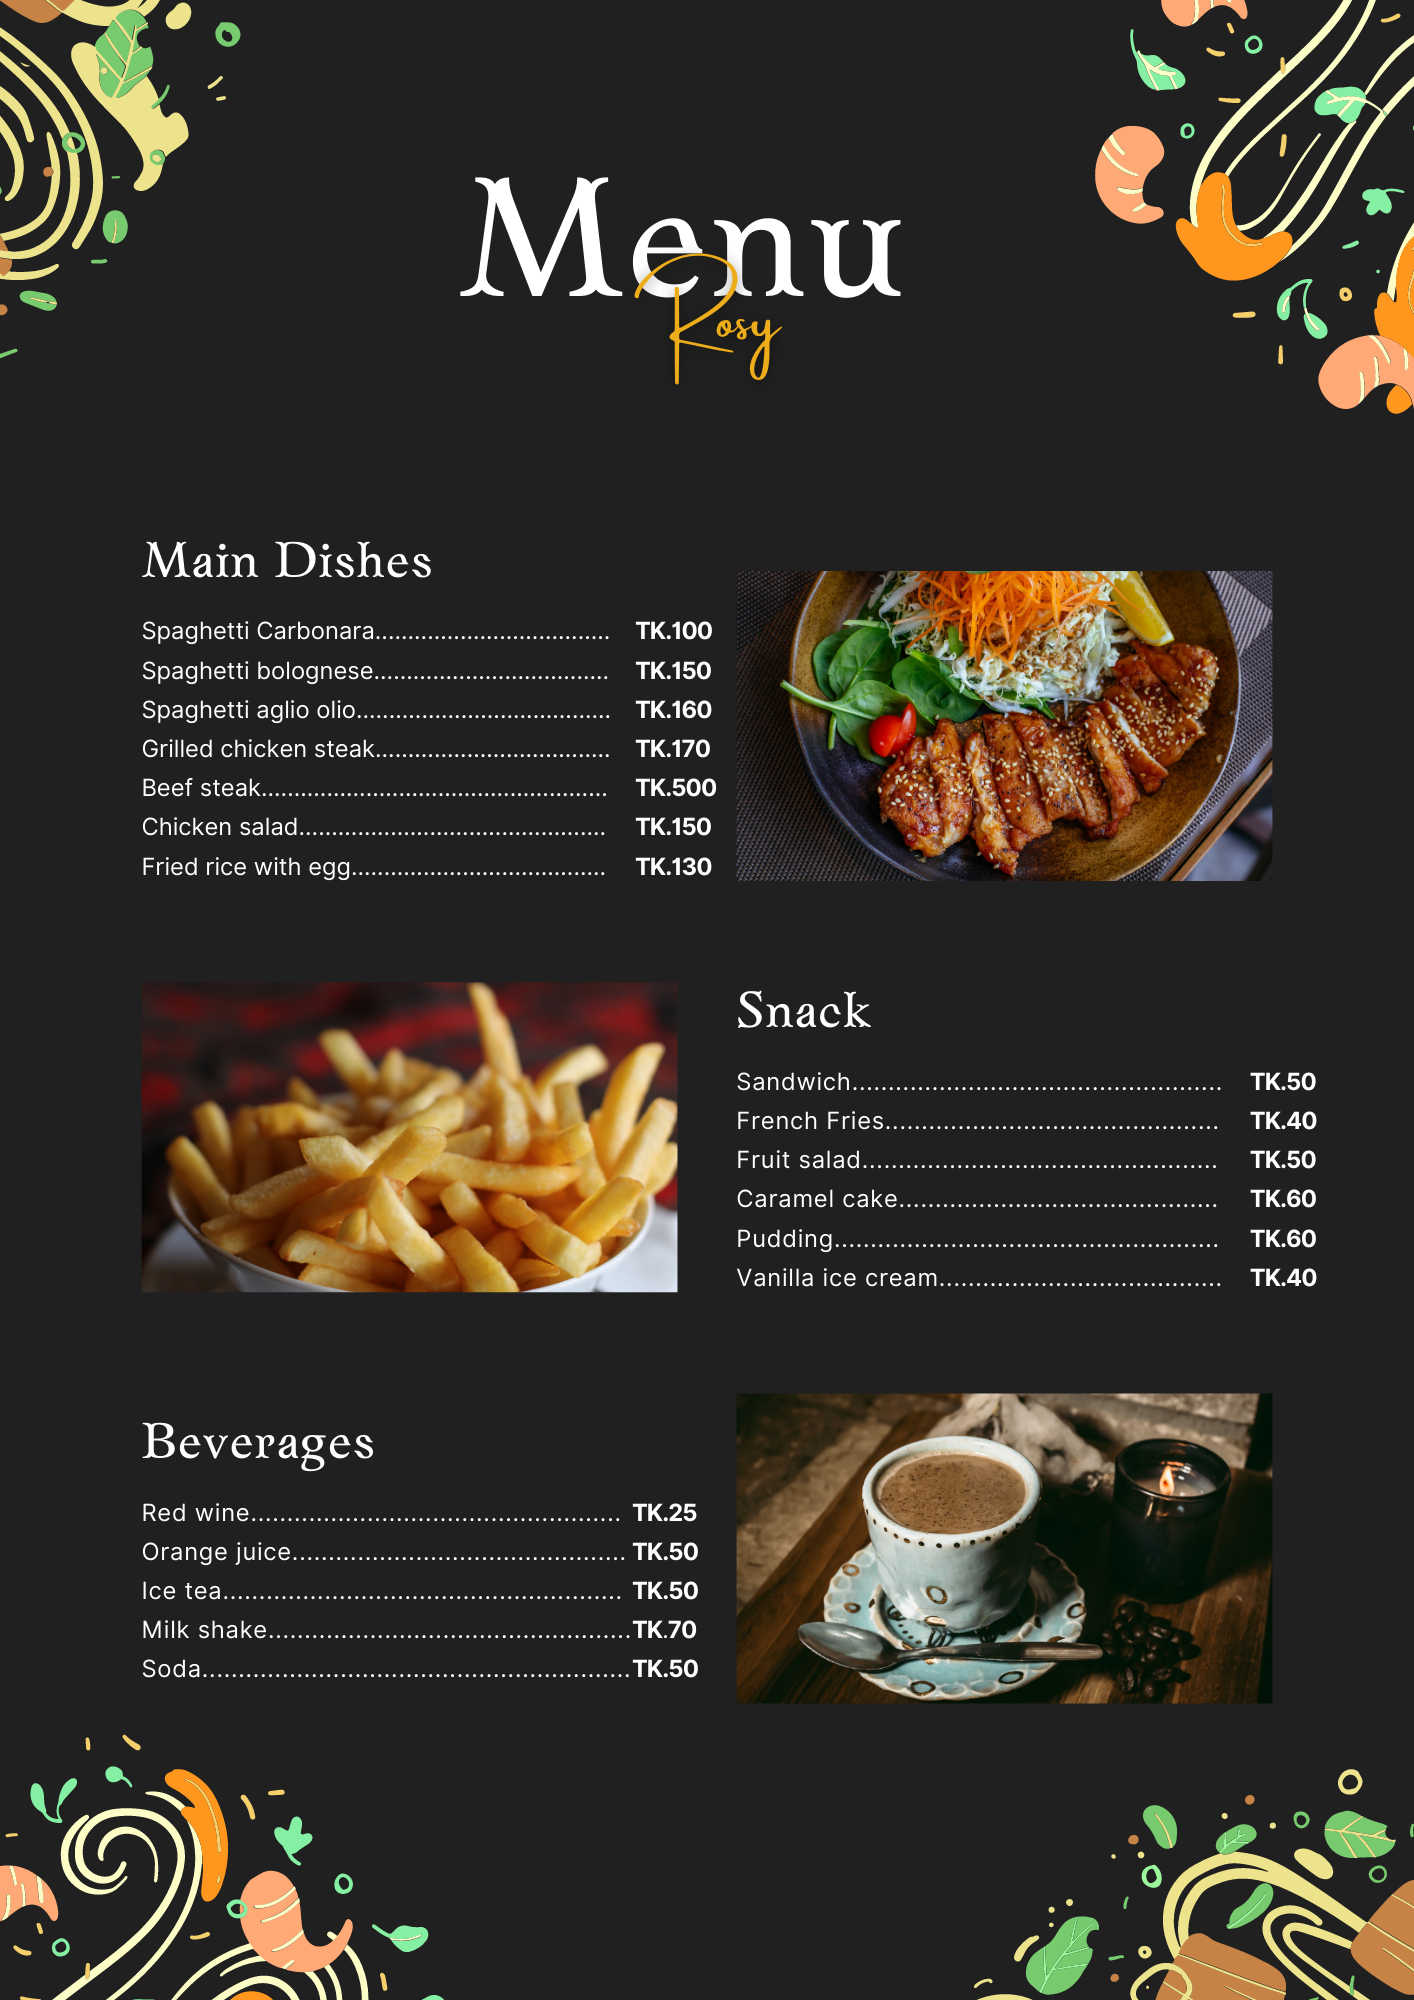 Menu
Rosy
Main Dishes
Spaghetti Carbonara.................................... TK.100
Spaghetti bolognese.................................... TK.150
Spaghetti aglio olio....................................... TK.160
Grilled chicken steak.................................... TK.170
Beef steak..................................................... TK.500
Chicken salad............................................... TK.150
Fried rice with egg....................................... TK.130
Snack
Sandwich................................................... TK.50
French Fries.............................................. TK.40
Fruit salad................................................. TK.50
Caramel cake............................................ TK.60
Pudding..................................................... TK.60
Vanilla ice cream....................................... TK.40
Beverages
Red wine................................................... TK.25
Orange juice.............................................. TK.50
Ice tea....................................................... TK.50
Milk shake..................................................TK.70
Soda...........................................................TK.50